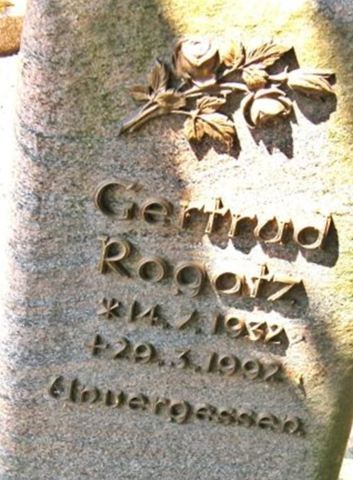 Gertrud
Rogatz
* 14.7.1932
+ 29.3.1992
Unvergessen